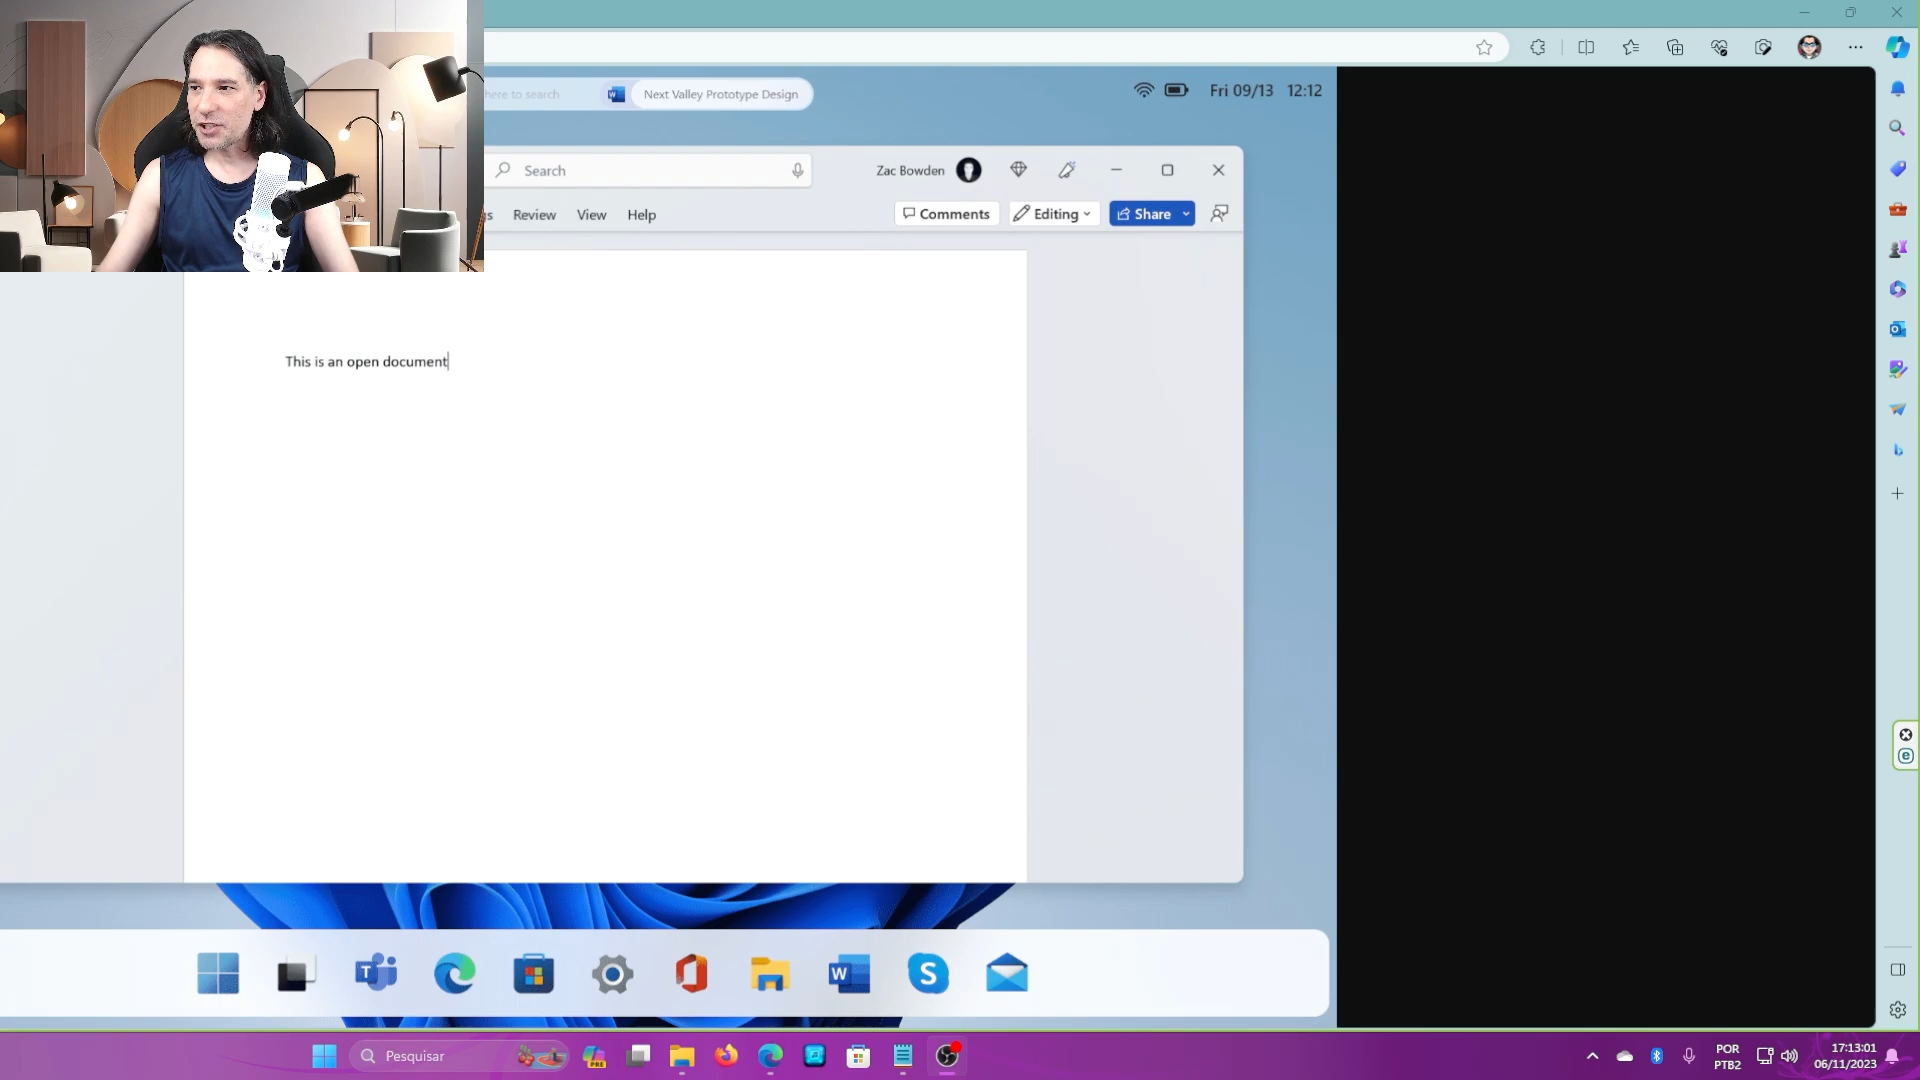 here to search
Next Valley Prototype Design
Fri 09/13 12:12
Search
Zac Bowden
Review View Help
Comments
Editing
Share
This is an open document
Pesquisar
PRE
POR
PTB2
17:13:01
06/11/2023